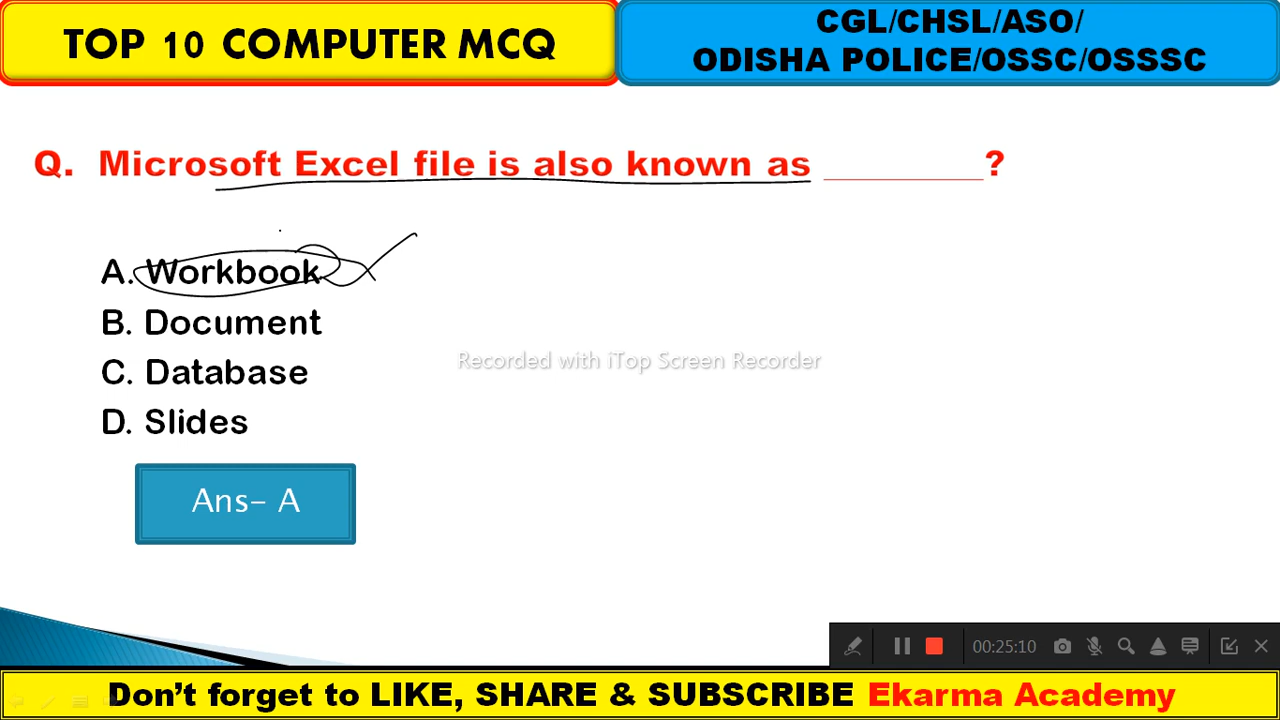 TOP 10 COMPUTER MCQ
CGL/CHSL/ASO/
ODISHA POLICE/OSSC/OSSSC
Q. Microsoft Excel file is also known as ________?
A. Workbook
B. Document
C. Database
D. Slides
Recorded with iTop Screen Recorder
Ans- A
00:25:10
Don't forget to LIKE, SHARE & SUBSCRIBE Ekarma Academy